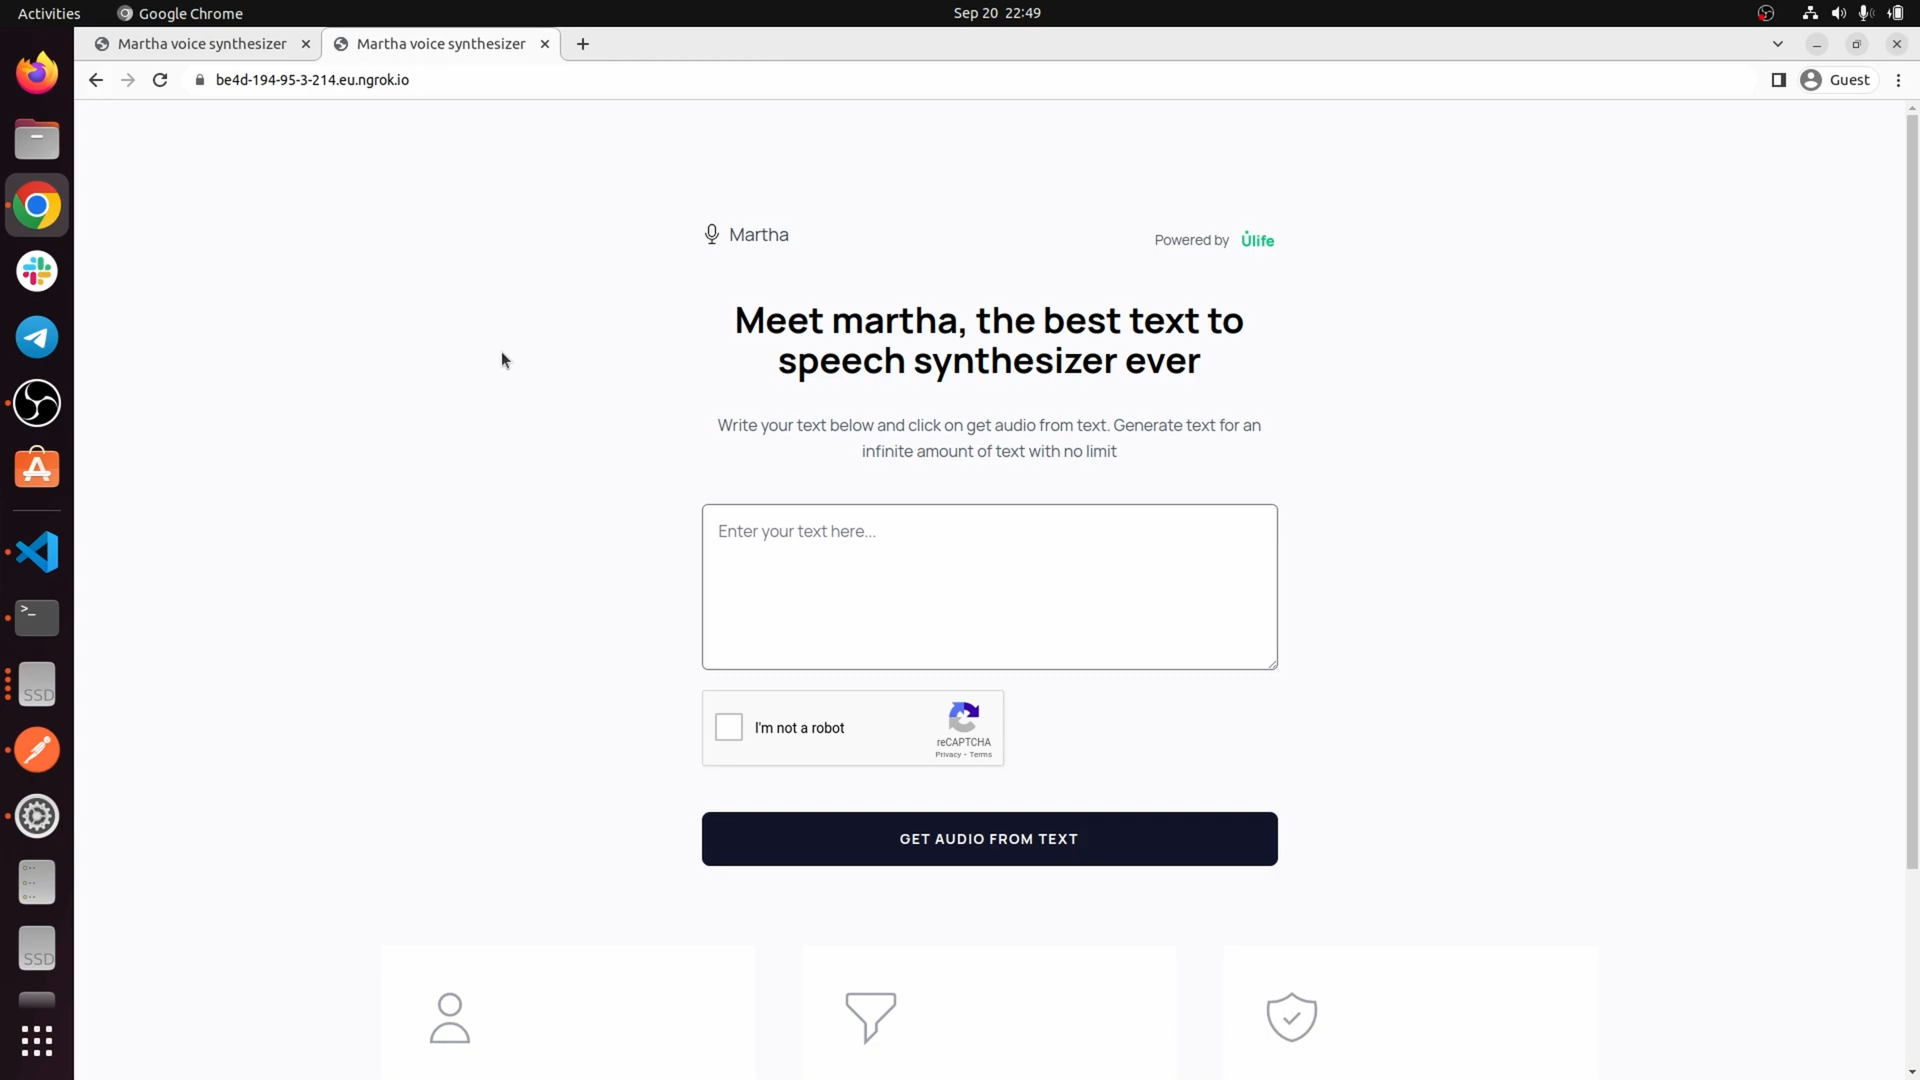 Activities
Google Chrome
Sep 20 22:49
Martha voice synthesizer
Martha voice synthesizer
be4d-194-95-3-214.eu.ngrok.io
Guest
Martha
Powered by Ulife
Meet martha, the best text to
speech synthesizer ever
Write your text below and click on get audio from text. Generate text for an
infinite amount of text with no limit
Enter your text here...
I'm not a robot
reCAPTCHA
Privacy - Terms
GET AUDIO FROM TEXT
SSD
SSD